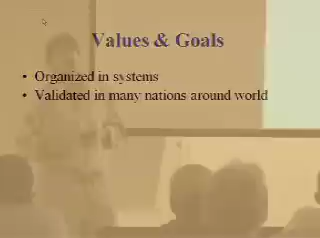 Values & Goals
• Organized in systems
• Validated in many nations around world